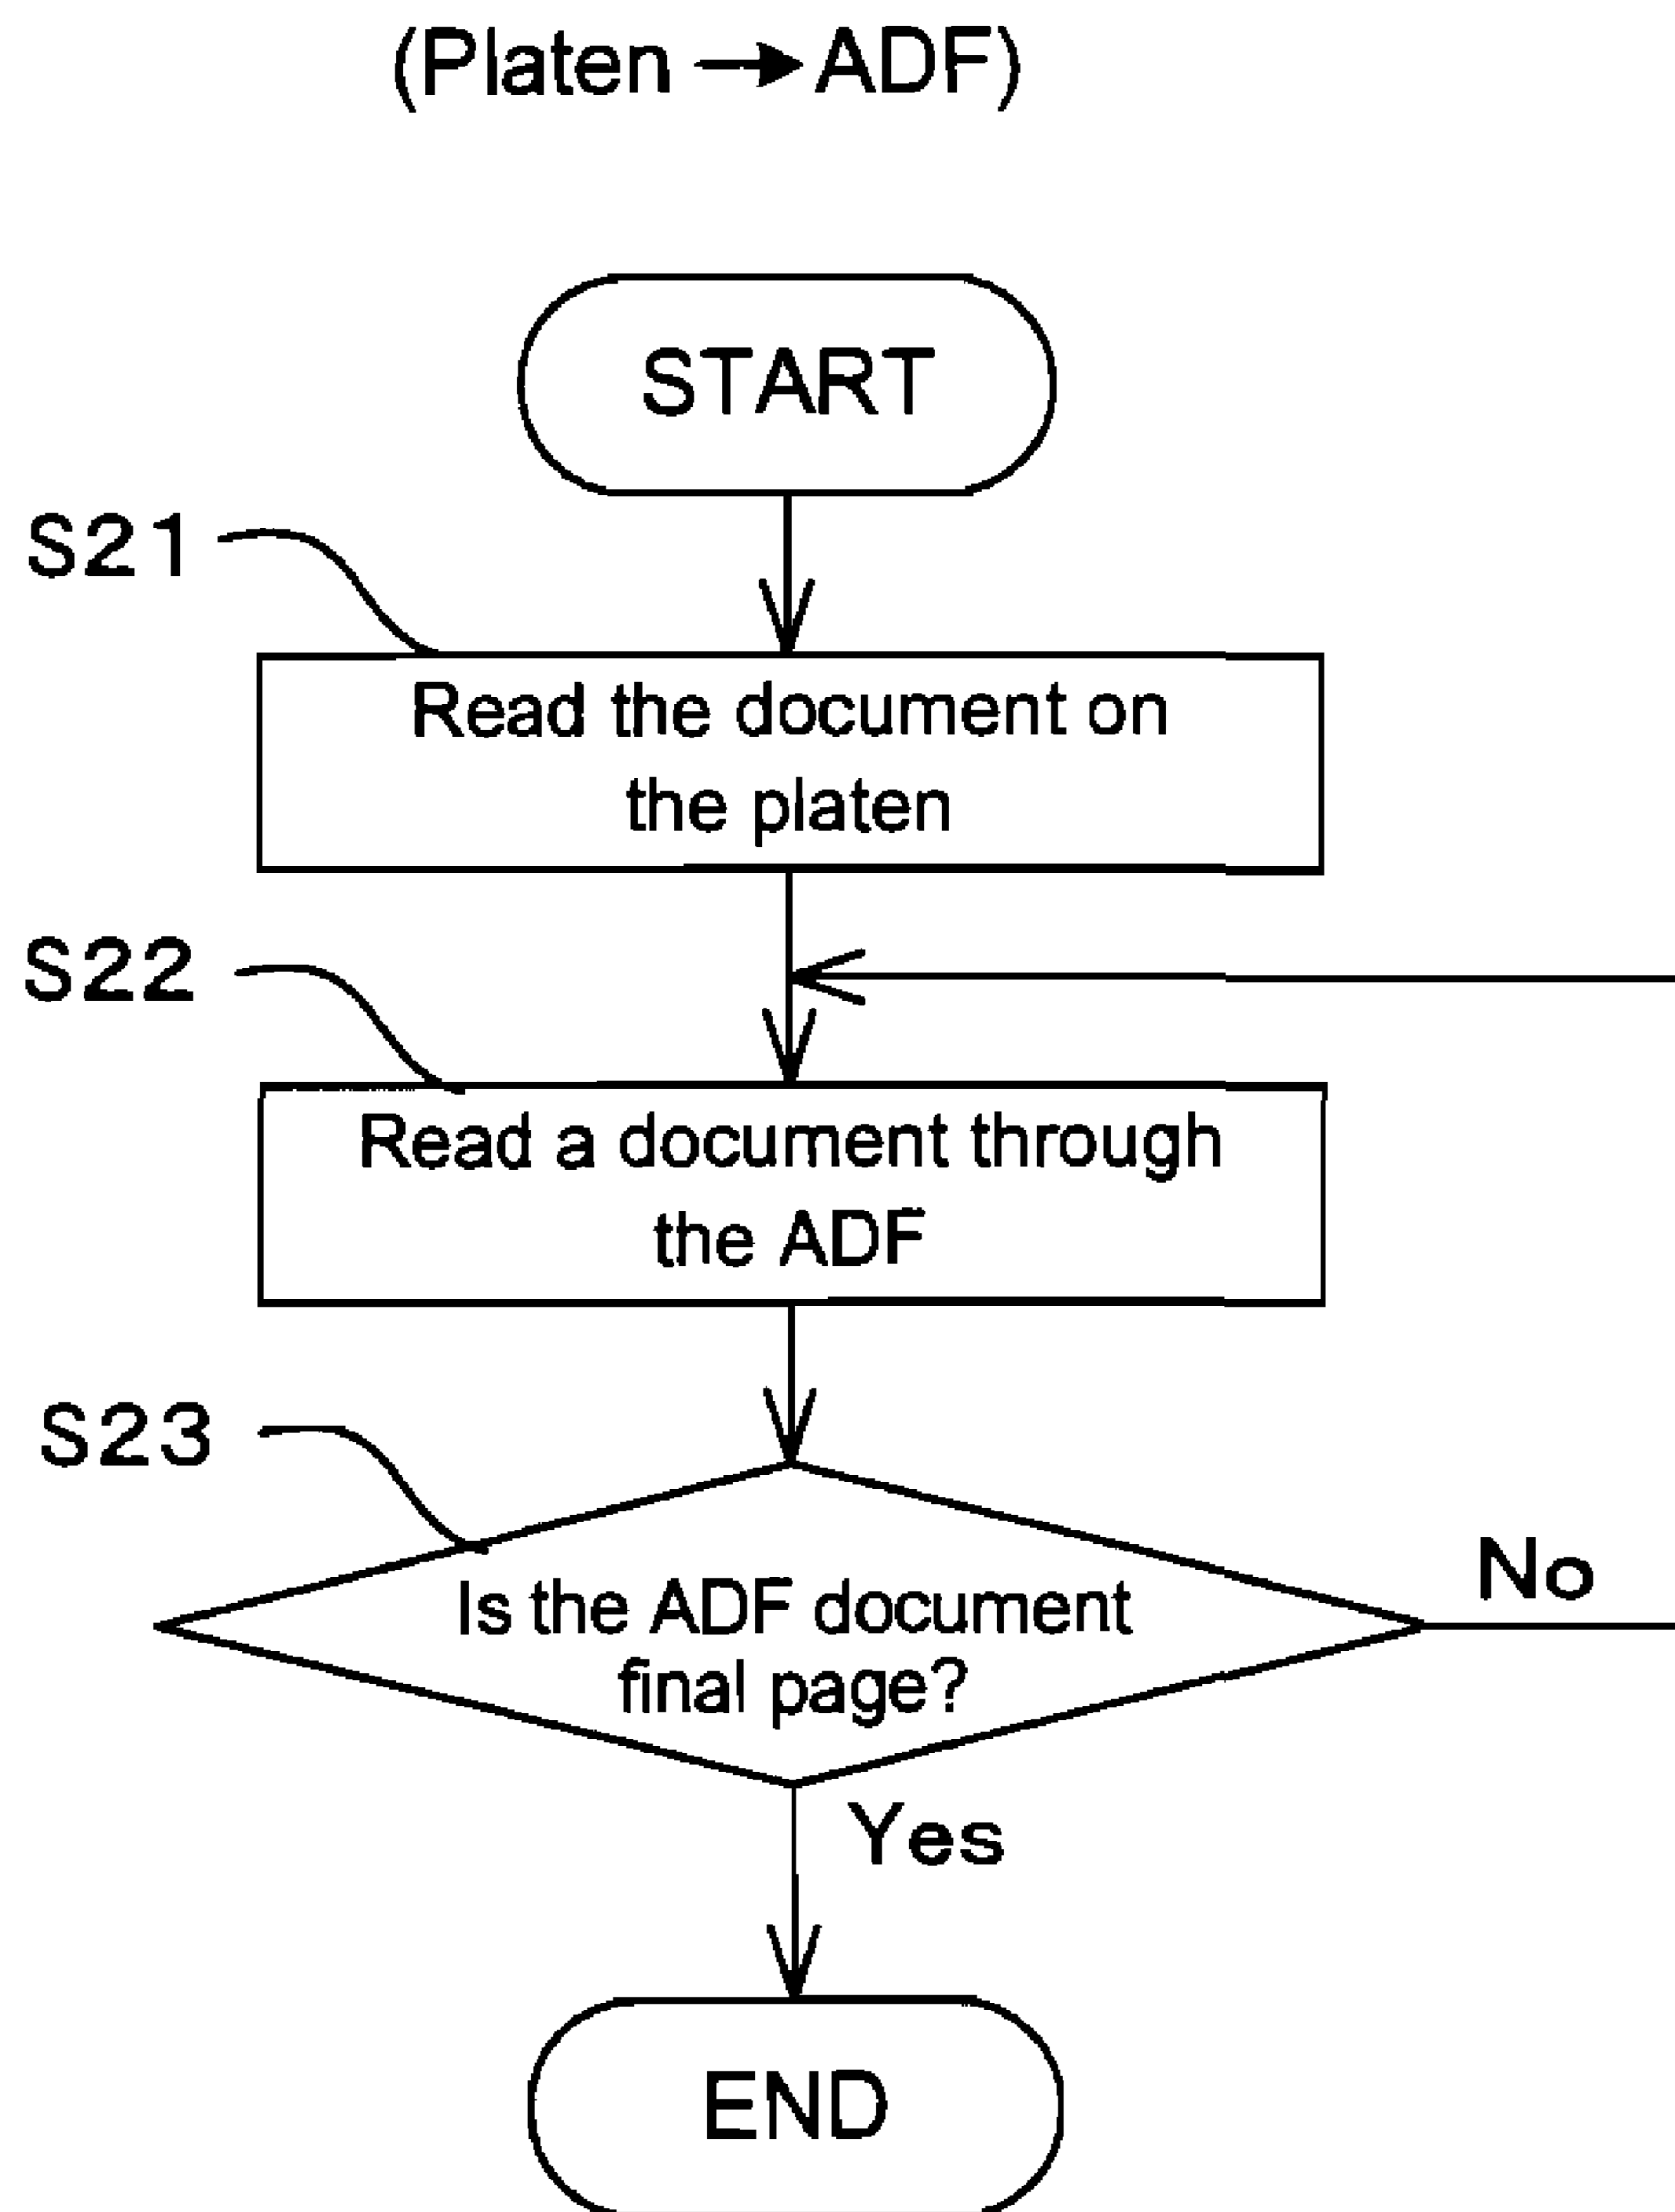 (Platen → ADF)
START
S21
Read the document on
the platen
S22
Read a document through
the ADF
S23
Is the ADF document
final page?
No
Yes
END